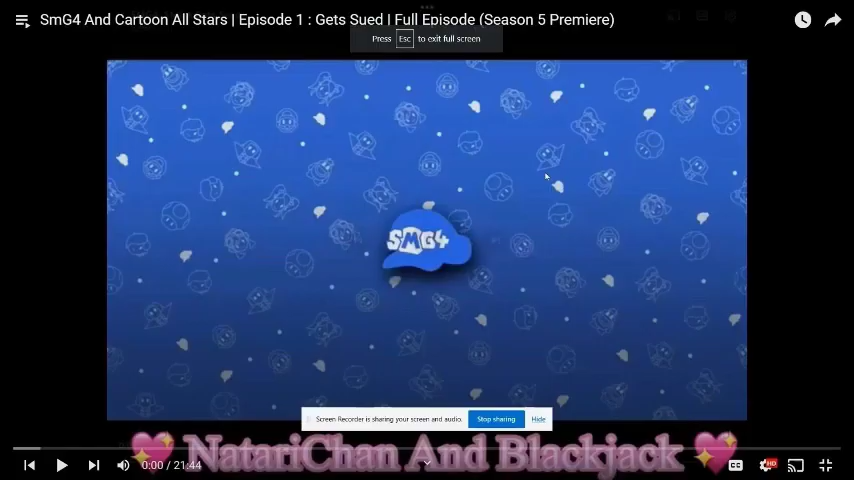 SmG4 And Cartoon All Stars | Episode 1 : Gets Sued | Full Episode (Season 5 Premiere)
Press Esc to exit full screen
SMG4
Screen Recorder is sharing your screen and audio. Stop sharing Hide
💖 NatariChan And Blackjack 💖
0:00 / 21:44 CC HD